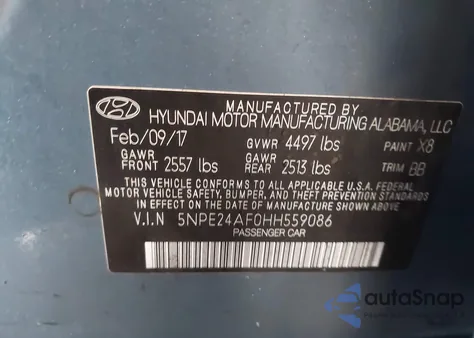 MANUFACTURED BY
HYUNDAI MOTOR MANUFACTURING ALABAMA, LLC
Feb/09/17 GVWR 4497 lbs PAINT X8
GAWR FRONT 2557 lbs GAWR REAR 2513 lbs TRIM BB
THIS VEHICLE CONFORMS TO ALL APPLICABLE U.S.A. FEDERAL
MOTOR VEHICLE SAFETY, BUMPER, AND THEFT PREVENTION STANDARDS
IN EFFECT ON THE DATE OF MANUFACTURE SHOWN ABOVE.
V.I.N 5NPE24AF0HH559086
PASSENGER CAR
autoSnap